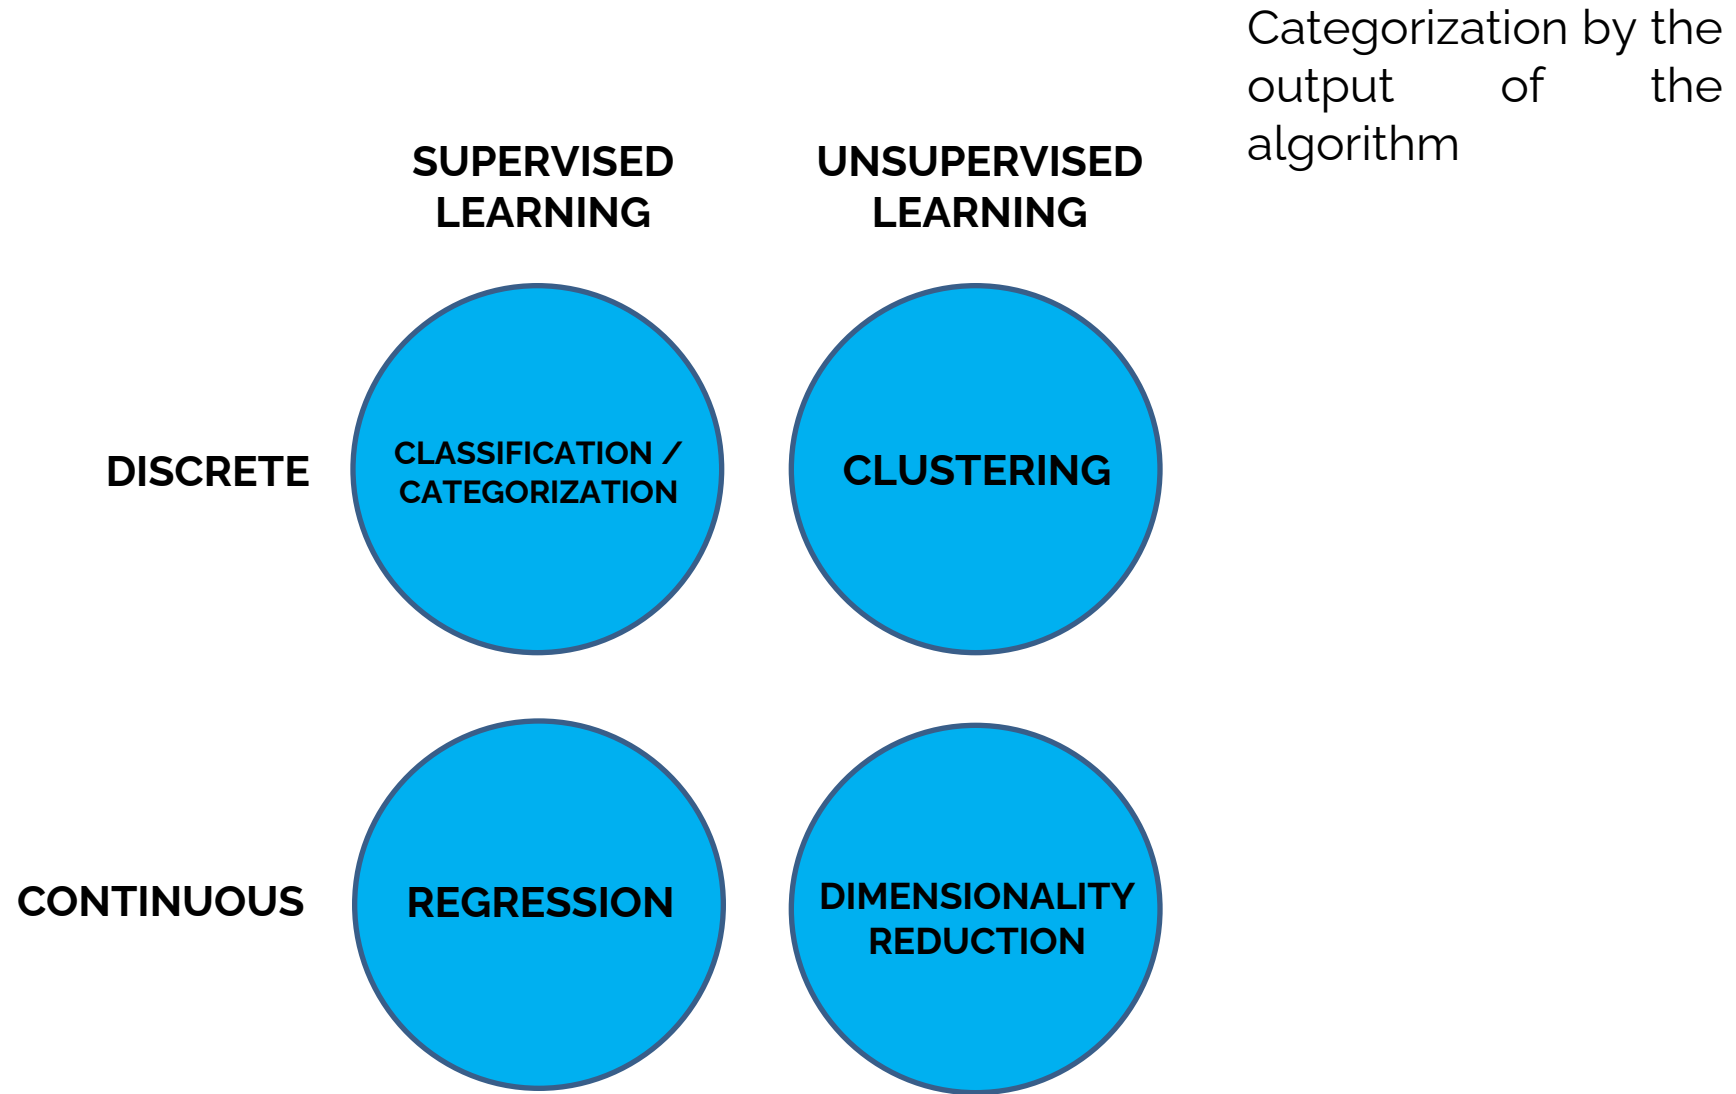 Categorization by the
output of the
algorithm
SUPERVISED
LEARNING
UNSUPERVISED
LEARNING
DISCRETE
CLASSIFICATION /
CATEGORIZATION
CLUSTERING
CONTINUOUS
REGRESSION
DIMENSIONALITY
REDUCTION